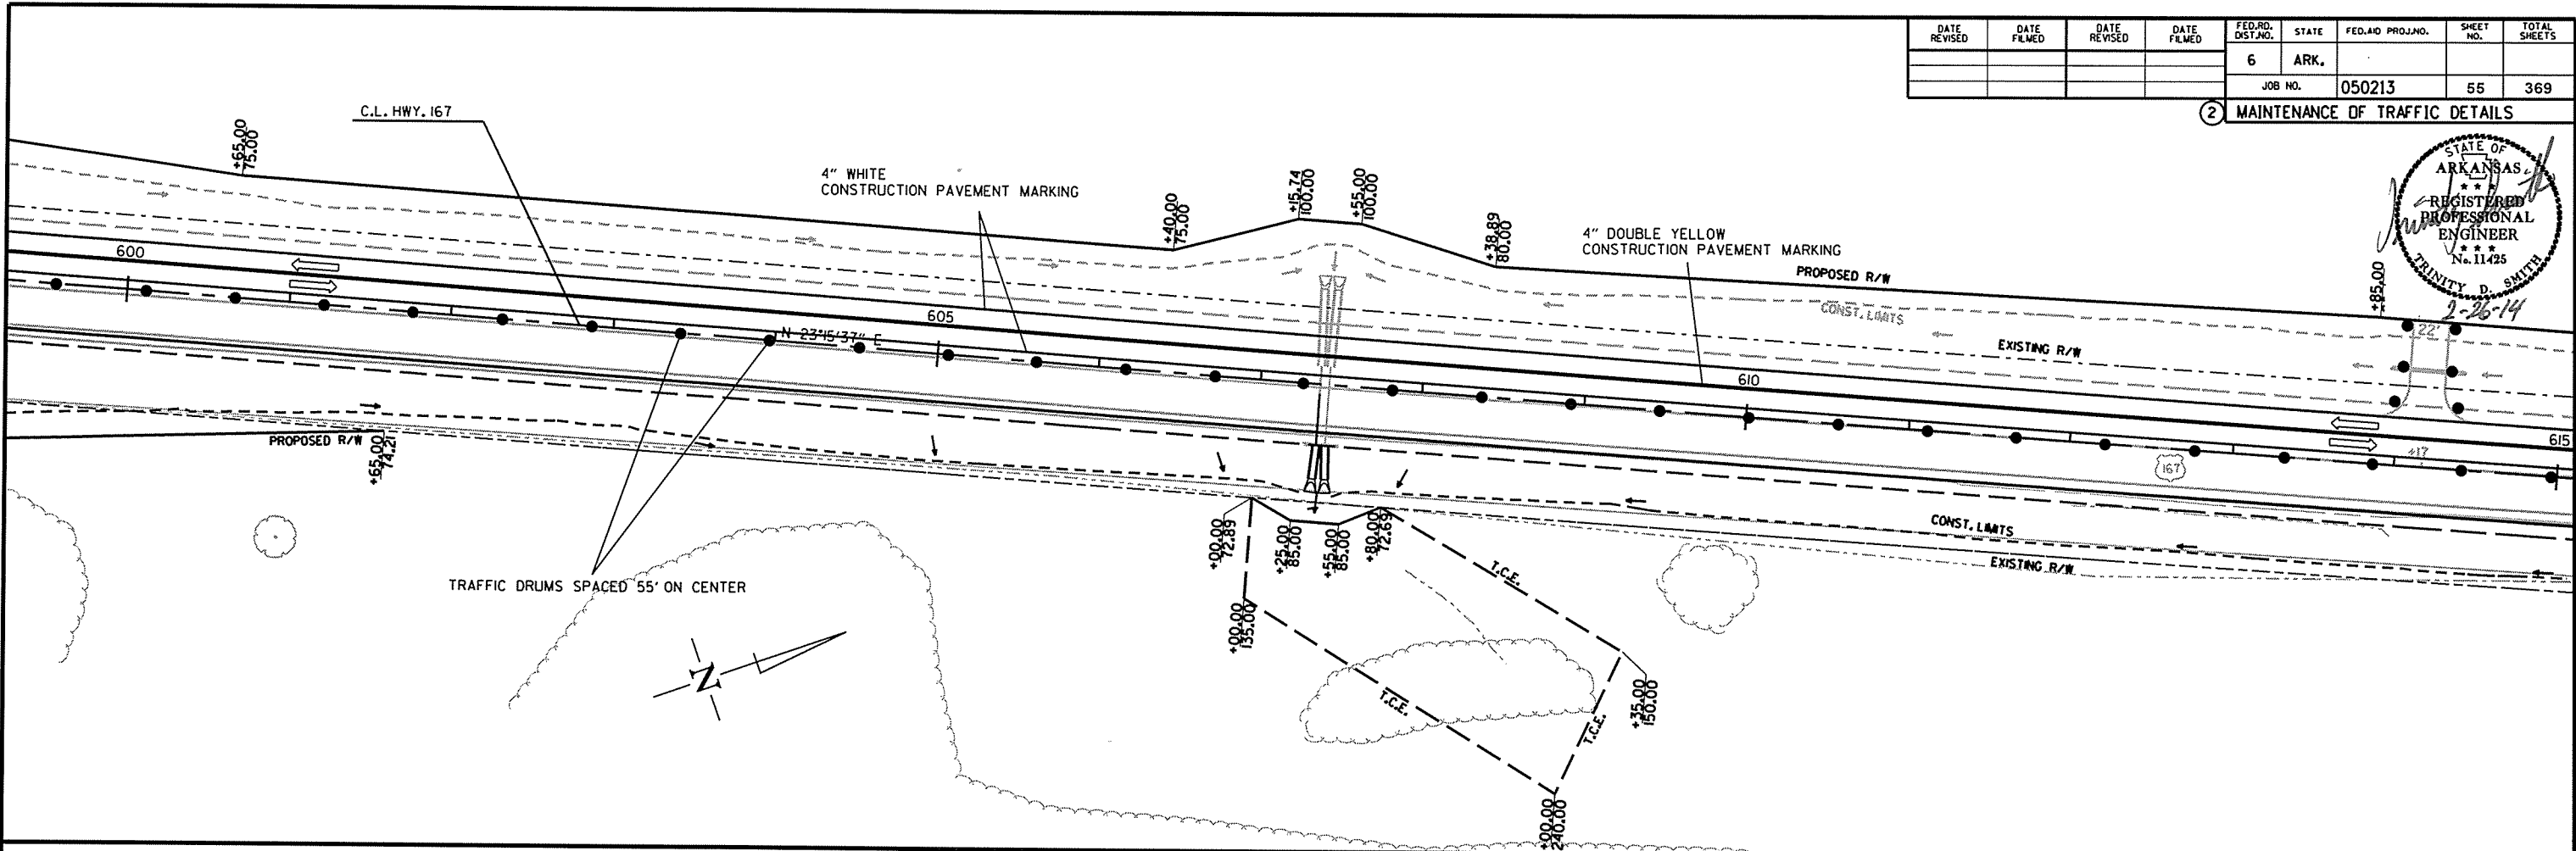 DATE REVISED
DATE FILMED
DATE REVISED
DATE FILMED
FED.RD. DIST.NO.
STATE
FED.AID PROJ.NO.
SHEET NO.
TOTAL SHEETS
6
ARK.
JOB NO.
050213
55
369
2
MAINTENANCE OF TRAFFIC DETAILS
STATE OF
ARKANSAS
REGISTERED
PROFESSIONAL
ENGINEER
No. 11425
TRINITY D. SMITH
2-26-14
C.L. HWY. 167
+65.00
75.00
4" WHITE
CONSTRUCTION PAVEMENT MARKING
+40.00
75.00
+15.74
100.00
+55.00
100.00
+38.89
80.00
4" DOUBLE YELLOW
CONSTRUCTION PAVEMENT MARKING
PROPOSED R/W
+85.00
22'
CONST. LIMITS
EXISTING R/W
600
605
610
615
N 23°15'37" E
+17
167
PROPOSED R/W
+65.00
74.21
+00.00
72.89
+25.00
85.00
+55.00
85.00
+80.00
72.69
CONST. LIMITS
EXISTING R/W
TRAFFIC DRUMS SPACED 55' ON CENTER
T.C.E.
+00.00
135.00
N
T.C.E.
T.C.E.
+35.00
150.00
+00.00
240.00